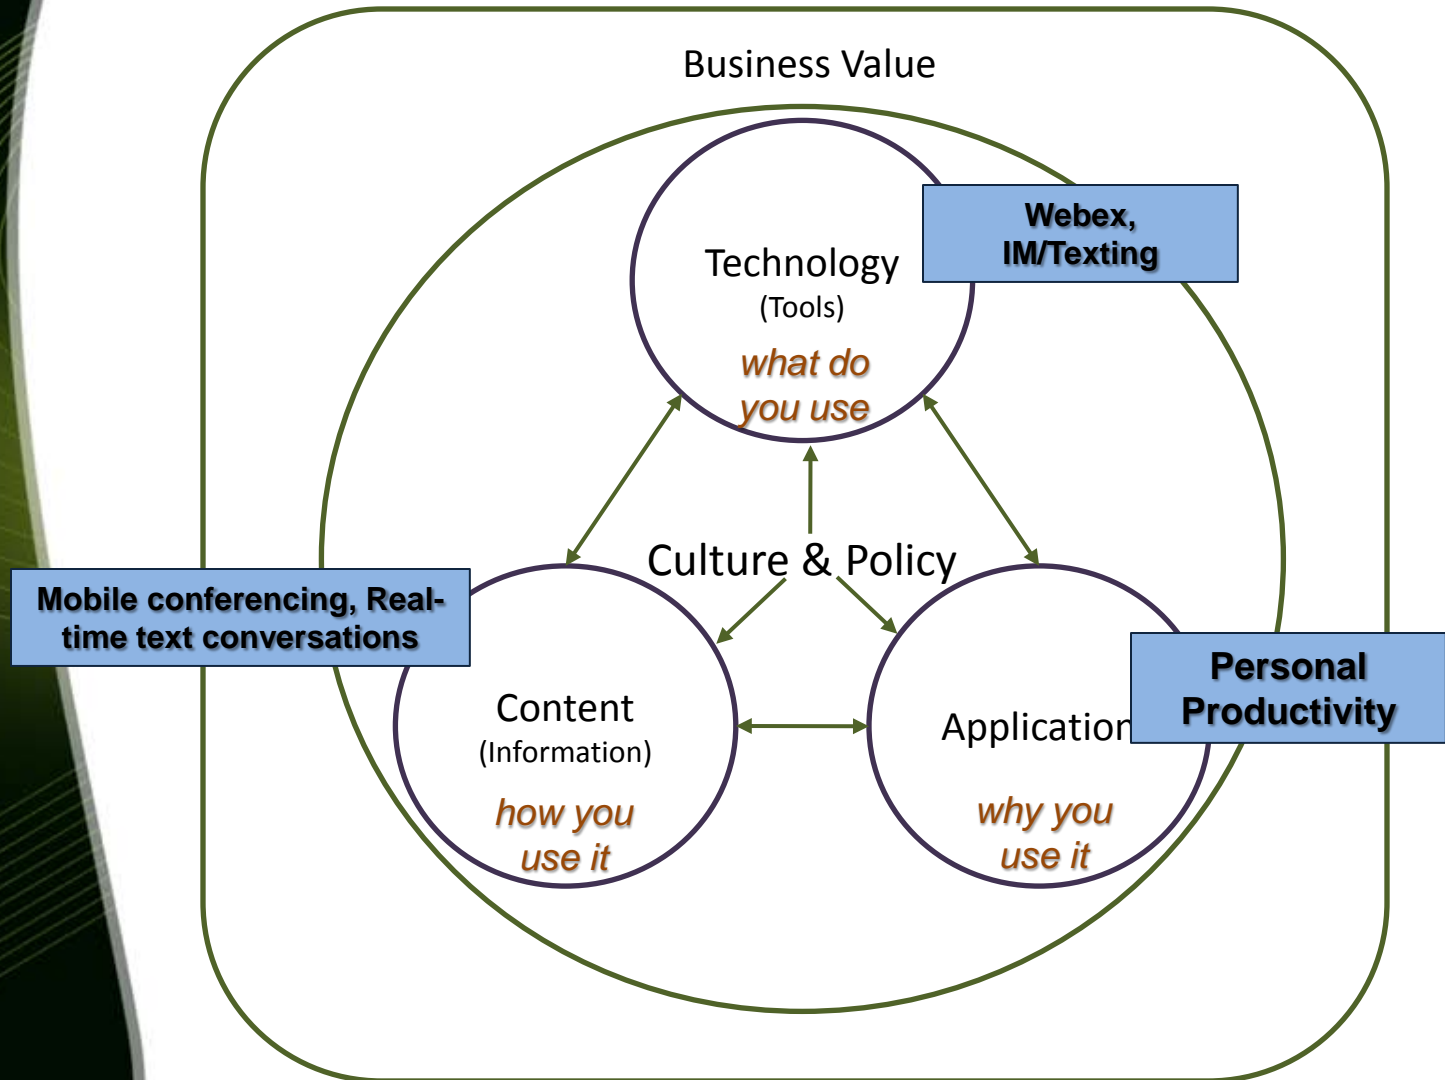 Business Value
Webex,
IM/Texting
Technology
(Tools)
what do
you use
Culture & Policy
Mobile conferencing, Real-
time text conversations
Personal
Productivity
Content
(Information)
Application
how you
use it
why you
use it